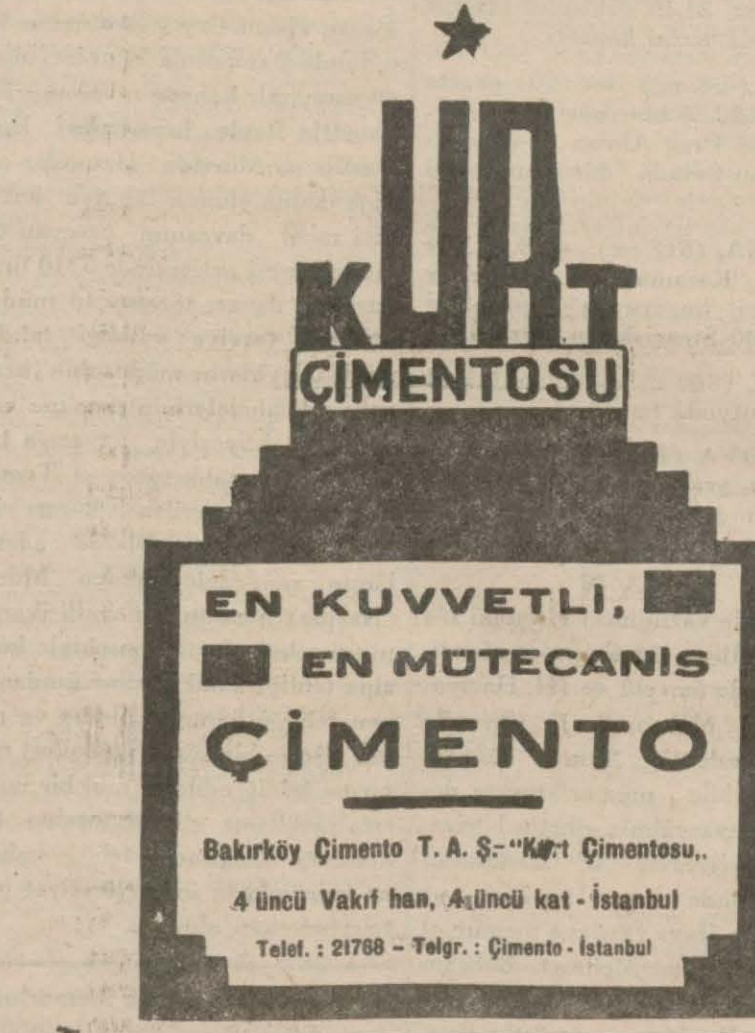 KURT
ÇİMENTOSU
EN KUVVETLİ,
EN MÜTECANİS
ÇİMENTO
Bakırköy Çimento T. A. Ş.- "Kurt Çimentosu,,
4 üncü Vakıf han, 4 üncü kat - İstanbul
Telef. : 21768 – Telgr. : Çimento - İstanbul